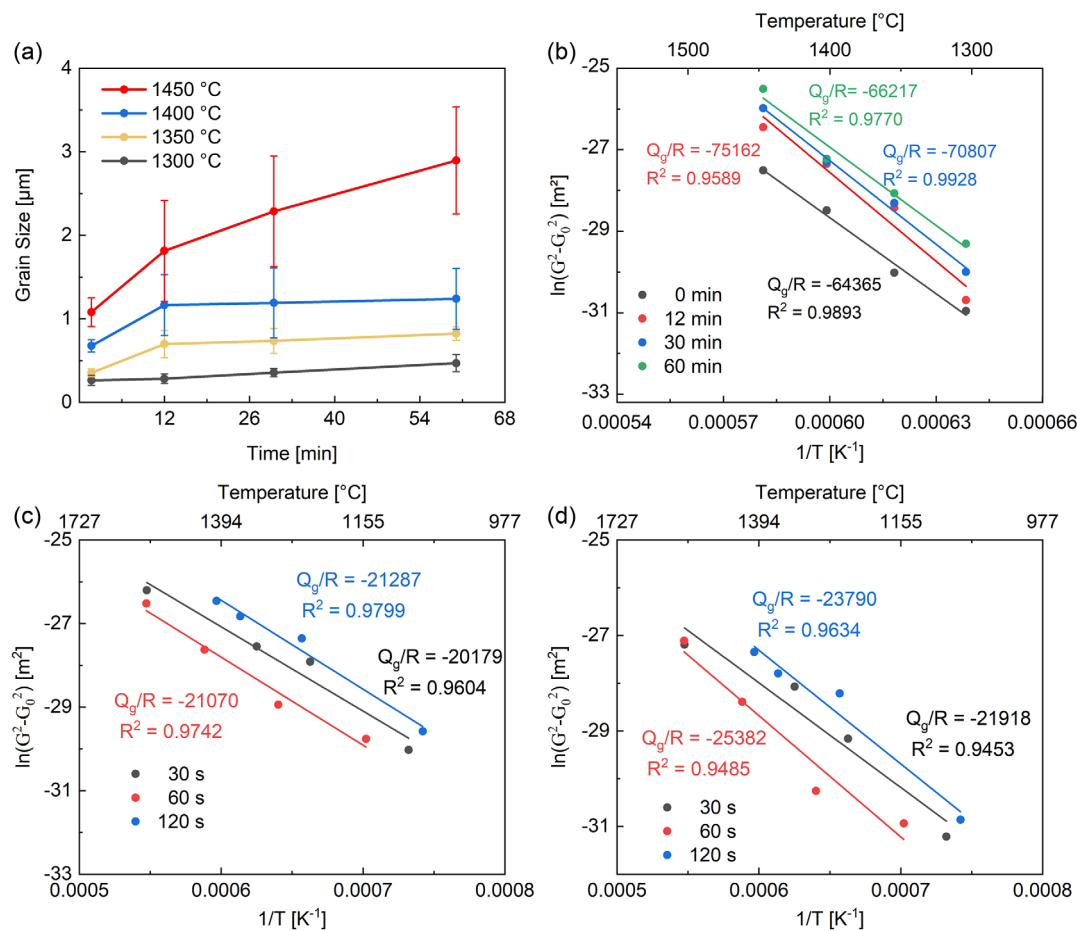 (a)
4
3
2
1
0
Grain Size [μm]
1450 °C
1400 °C
1350 °C
1300 °C
0
12
26
40
54
68
Time [min]
(b)
Temperature [°C]
1500
1400
1300
-25
-27
-29
-31
-33
ln(G²-G₀²) [m²]
Qg/R= -66217
R² = 0.9770
Qg/R = -75162
R² = 0.9589
Qg/R = -70807
R² = 0.9928
Qg/R = -64365
R² = 0.9893
0 min
12 min
30 min
60 min
0.00054
0.00057
0.00060
0.00063
0.00066
1/T [K⁻¹]
(c)
Temperature [°C]
1727
1394
1155
977
-25
-27
-29
-31
-33
ln(G²-G₀²) [m²]
Qg/R = -21287
R² = 0.9799
Qg/R = -20179
R² = 0.9604
Qg/R = -21070
R² = 0.9742
30 s
60 s
120 s
0.0005
0.0006
0.0007
0.0008
1/T [K⁻¹]
(d)
Temperature [°C]
1727
1394
1155
977
-25
-27
-29
-31
ln(G²-G₀²) [m²]
Qg/R = -23790
R² = 0.9634
Qg/R = -21918
R² = 0.9453
Qg/R = -25382
R² = 0.9485
30 s
60 s
120 s
0.0005
0.0006
0.0007
0.0008
1/T [K⁻¹]